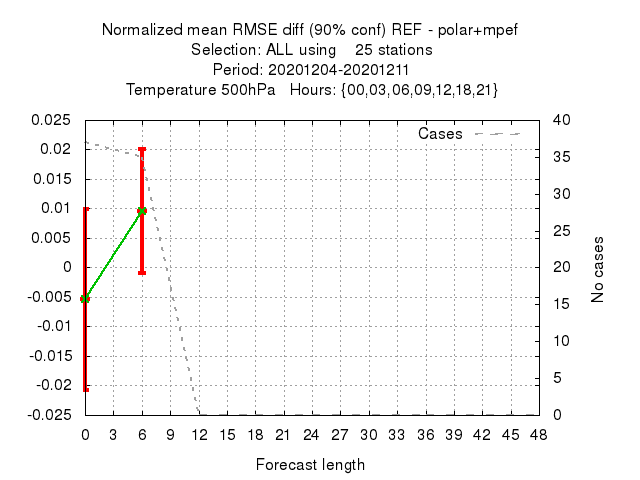 Normalized mean RMSE diff (90% conf) REF - polar+mpef
Selection: ALL using 25 stations
Period: 20201204-20201211
Temperature 500hPa Hours: {00,03,06,09,12,18,21}
Cases
0.025
0.02
0.015
0.01
0.005
0
-0.005
-0.01
-0.015
-0.02
-0.025
40
35
30
25
20
15
10
5
0
No cases
0 3 6 9 12 15 18 21 24 27 30 33 36 39 42 45 48
Forecast length